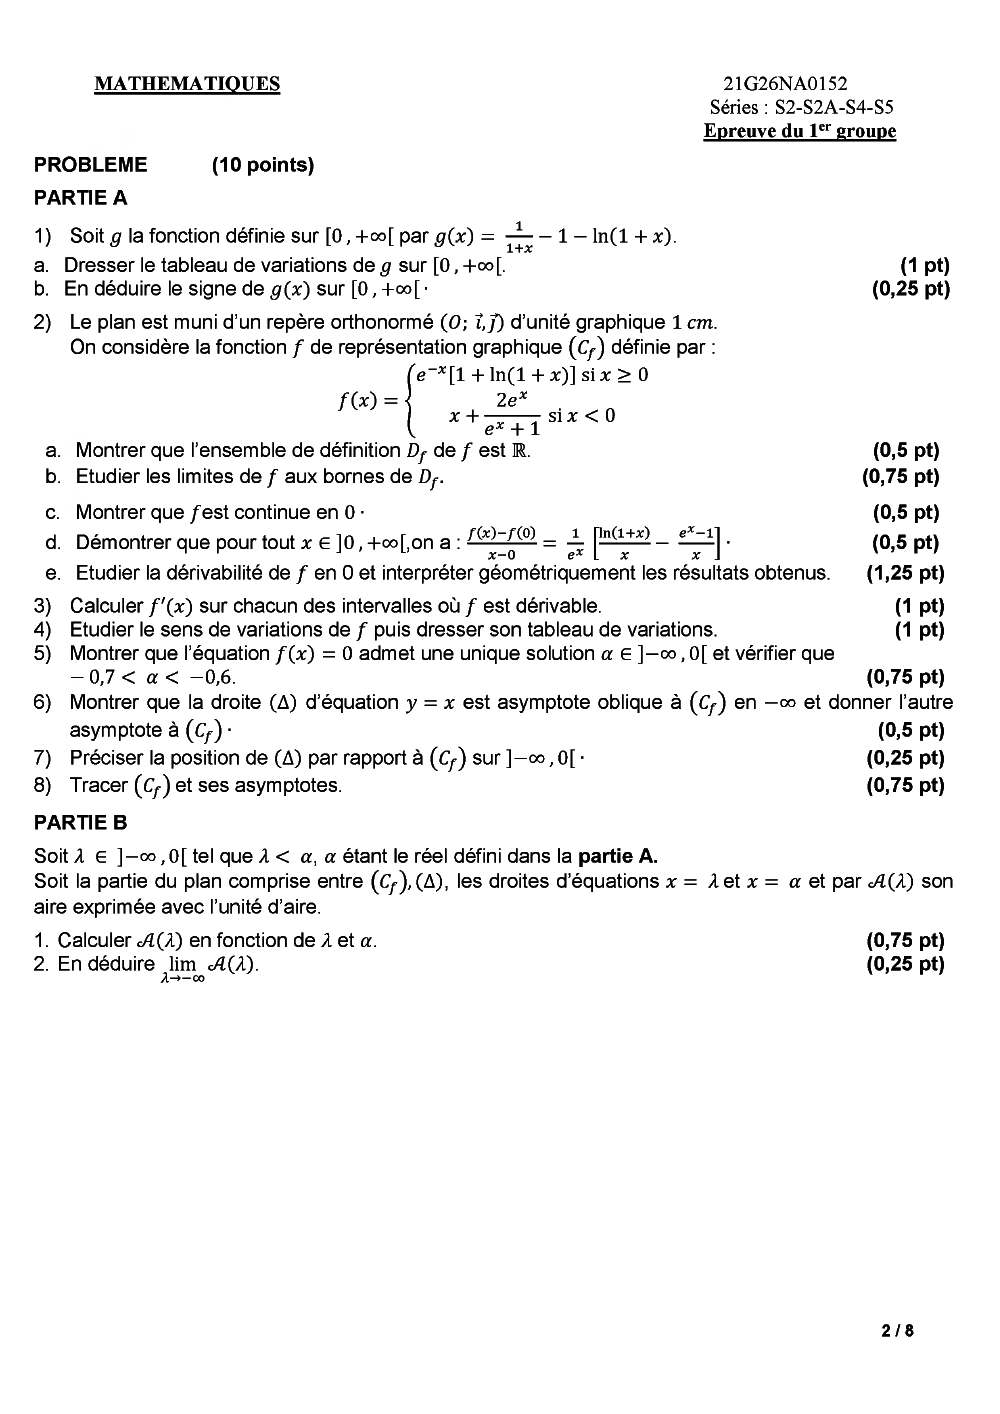 MATHEMATIQUES 21G26NA0152
Séries : S2-S2A-S4-S5
Epreuve du 1er groupe
PROBLEME (10 points)
PARTIE A
1) Soit g la fonction définie sur [0 , +∞[ par g(x) = 1/(1+x) − 1 − ln(1 + x).
a. Dresser le tableau de variations de g sur [0 , +∞[. (1 pt)
b. En déduire le signe de g(x) sur [0 , +∞[ · (0,25 pt)
2) Le plan est muni d'un repère orthonormé (O; i⃗, j⃗) d'unité graphique 1 cm.
On considère la fonction f de représentation graphique (Cf) définie par :
f(x) = { e^−x[1 + ln(1 + x)] si x ≥ 0
x + 2e^x/(e^x + 1) si x < 0
a. Montrer que l'ensemble de définition Df de f est ℝ. (0,5 pt)
b. Etudier les limites de f aux bornes de Df. (0,75 pt)
c. Montrer que f est continue en 0 · (0,5 pt)
d. Démontrer que pour tout x ∈ ]0 , +∞[,on a : (f(x)−f(0))/(x−0) = 1/e^x [ln(1+x)/x − (e^x−1)/x] · (0,5 pt)
e. Etudier la dérivabilité de f en 0 et interpréter géométriquement les résultats obtenus. (1,25 pt)
3) Calculer f′(x) sur chacun des intervalles où f est dérivable. (1 pt)
4) Etudier le sens de variations de f puis dresser son tableau de variations. (1 pt)
5) Montrer que l'équation f(x) = 0 admet une unique solution α ∈ ]−∞ , 0[ et vérifier que
− 0,7 < α < −0,6. (0,75 pt)
6) Montrer que la droite (Δ) d'équation y = x est asymptote oblique à (Cf) en −∞ et donner l'autre
asymptote à (Cf) · (0,5 pt)
7) Préciser la position de (Δ) par rapport à (Cf) sur ]−∞ , 0[ · (0,25 pt)
8) Tracer (Cf) et ses asymptotes. (0,75 pt)
PARTIE B
Soit λ ∈ ]−∞ , 0[ tel que λ < α, α étant le réel défini dans la partie A.
Soit la partie du plan comprise entre (Cf), (Δ), les droites d'équations x = λ et x = α et par 𝒜(λ) son
aire exprimée avec l'unité d'aire.
1. Calculer 𝒜(λ) en fonction de λ et α. (0,75 pt)
2. En déduire lim λ→−∞ 𝒜(λ). (0,25 pt)
2 / 8